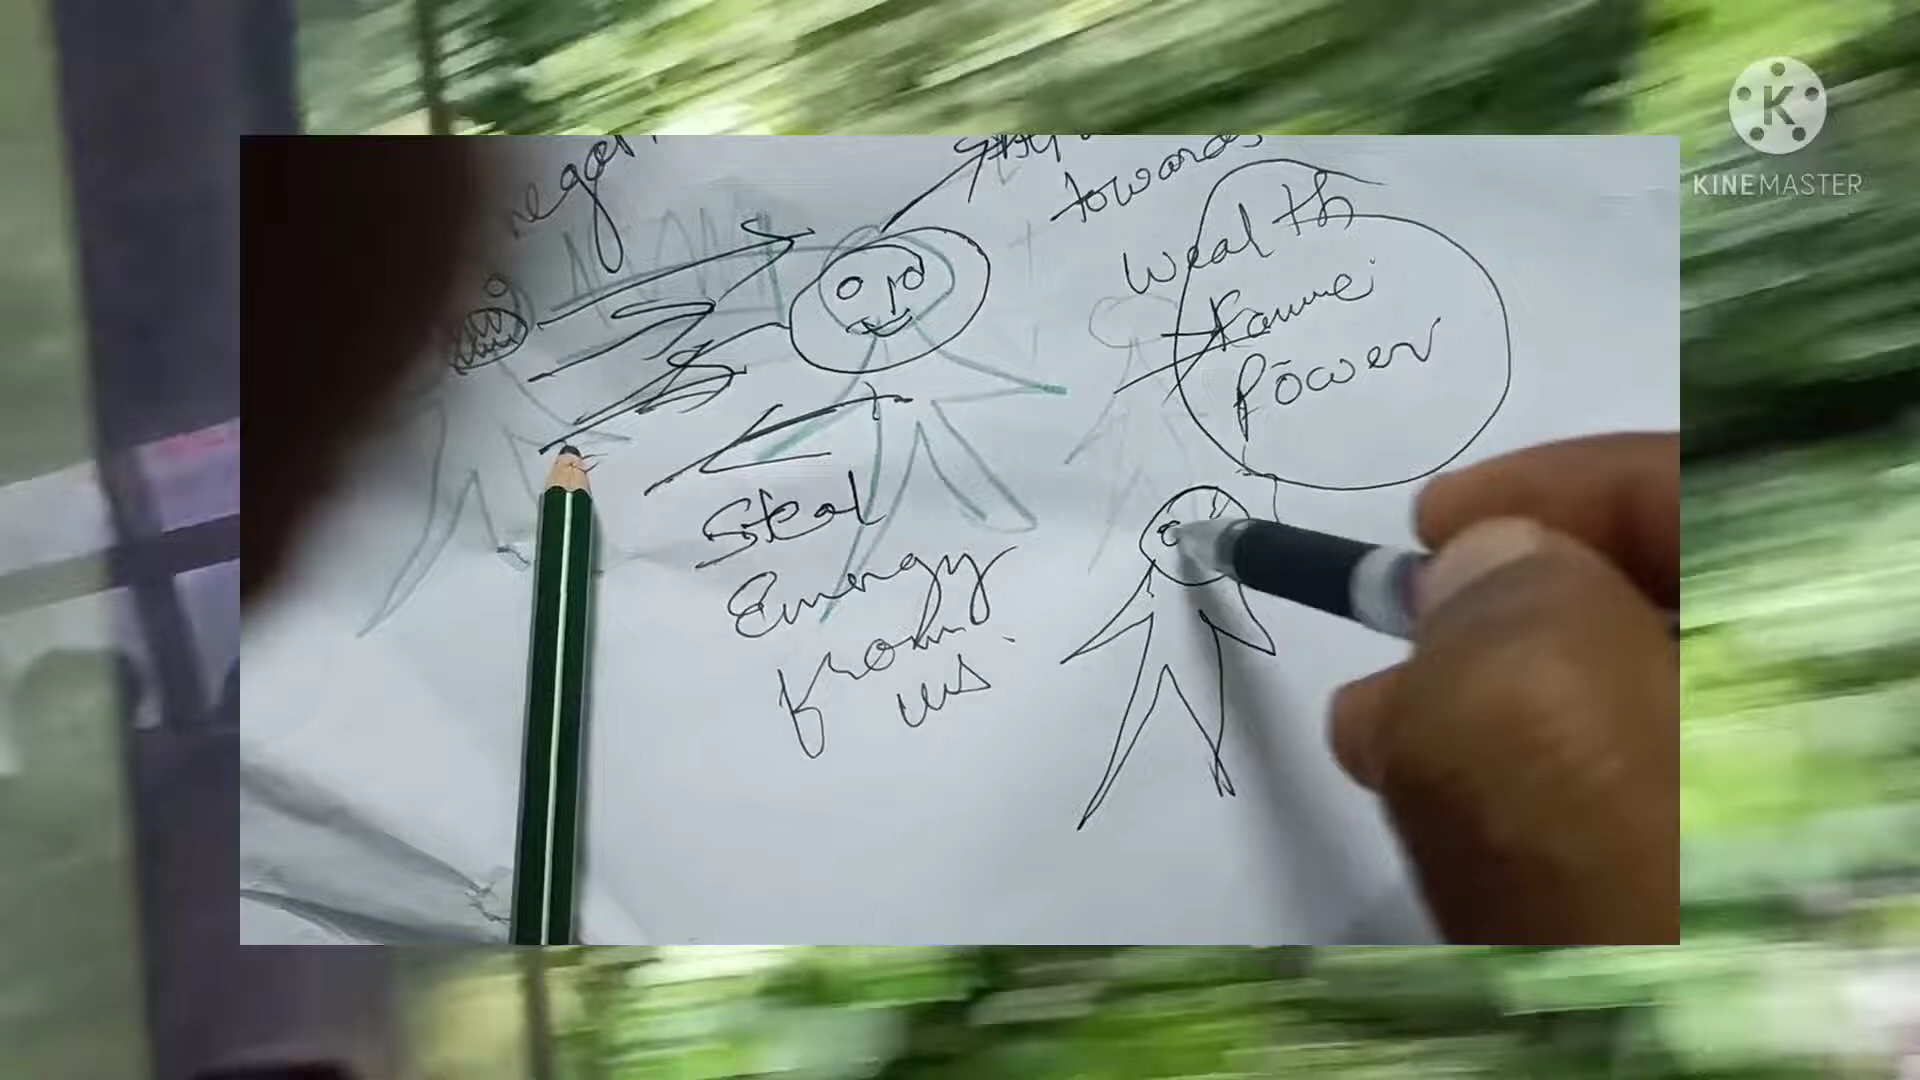 towards
Wealth
Fame
Power
Steal
Energy
from
us
K
KINEMASTER